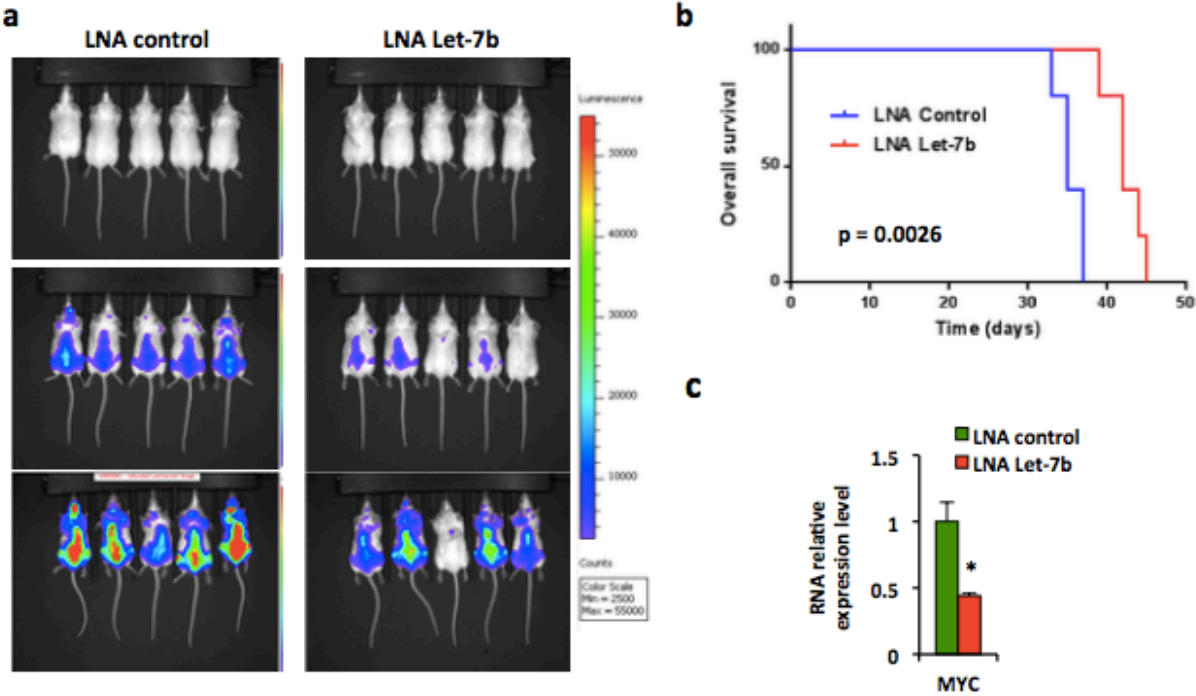 a
LNA control
LNA Let-7b
Luminescence
50000
40000
30000
20000
10000
Counts
Color Scale
Min = 2500
Max = 55000
b
Overall survival
100
50
0
LNA Control
LNA Let-7b
p = 0.0026
0 10 20 30 40 50
Time (days)
c
LNA control
LNA Let-7b
RNA relative
expression level
1.5
1
0.5
0
*
MYC